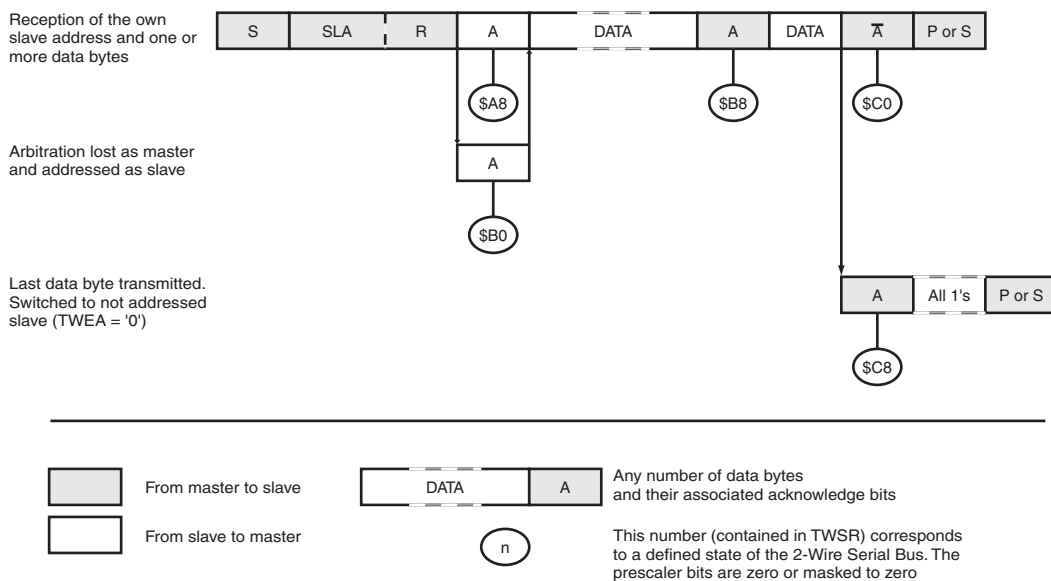 Reception of the own
slave address and one or
more data bytes
S SLA R A DATA A DATA A̅ P or S
$A8 $B8 $C0
Arbitration lost as master
and addressed as slave
A
$B0
Last data byte transmitted.
Switched to not addressed
slave (TWEA = '0')
A All 1's P or S
$C8
From master to slave
DATA A
Any number of data bytes
and their associated acknowledge bits
From slave to master
n
This number (contained in TWSR) corresponds
to a defined state of the 2-Wire Serial Bus. The
prescaler bits are zero or masked to zero